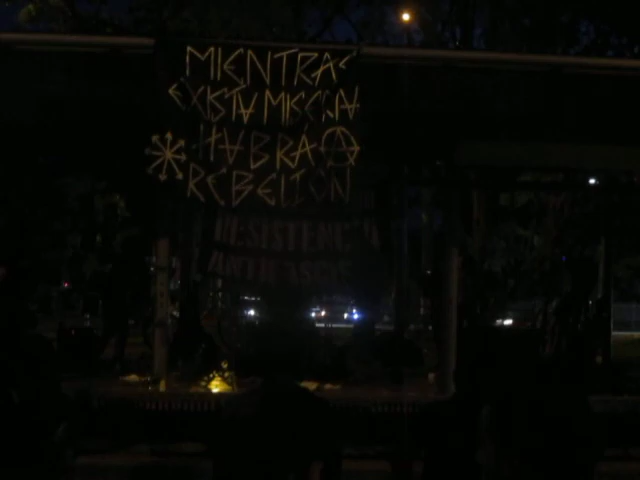 MIENTRAS
EXISTA MISERIA
HABRÁ
REBELION
RESISTENCIA